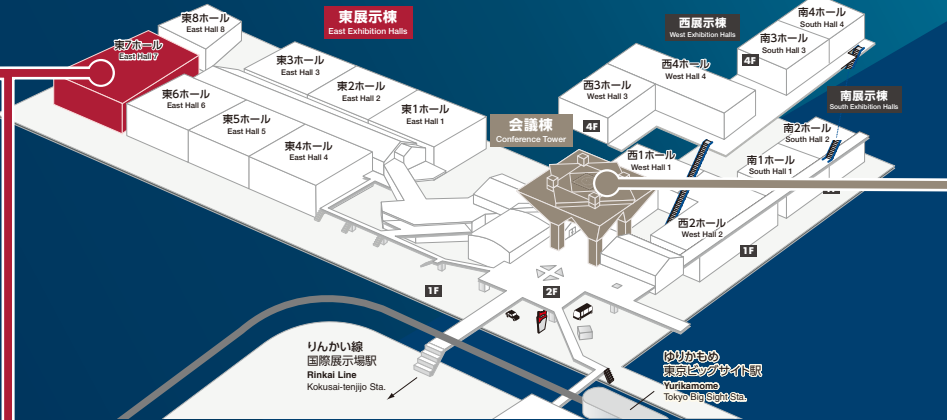 東8ホール
East Hall 8
東展示棟
East Exhibition Halls
東7ホール
East Hall 7
東3ホール
East Hall 3
東2ホール
East Hall 2
東1ホール
East Hall 1
東6ホール
East Hall 6
東5ホール
East Hall 5
東4ホール
East Hall 4
西展示棟
West Exhibition Halls
南4ホール
South Hall 4
南3ホール
South Hall 3
4F
西4ホール
West Hall 4
西3ホール
West Hall 3
4F
南展示棟
South Exhibition Halls
会議棟
Conference Tower
南2ホール
South Hall 2
南1ホール
South Hall 1
西1ホール
West Hall 1
西2ホール
West Hall 2
1F
1F
2F
りんかい線
国際展示場駅
Rinkai Line
Kokusai-tenjijo Sta.
ゆりかもめ
東京ビッグサイト駅
Yurikamome
Tokyo Big Sight Sta.